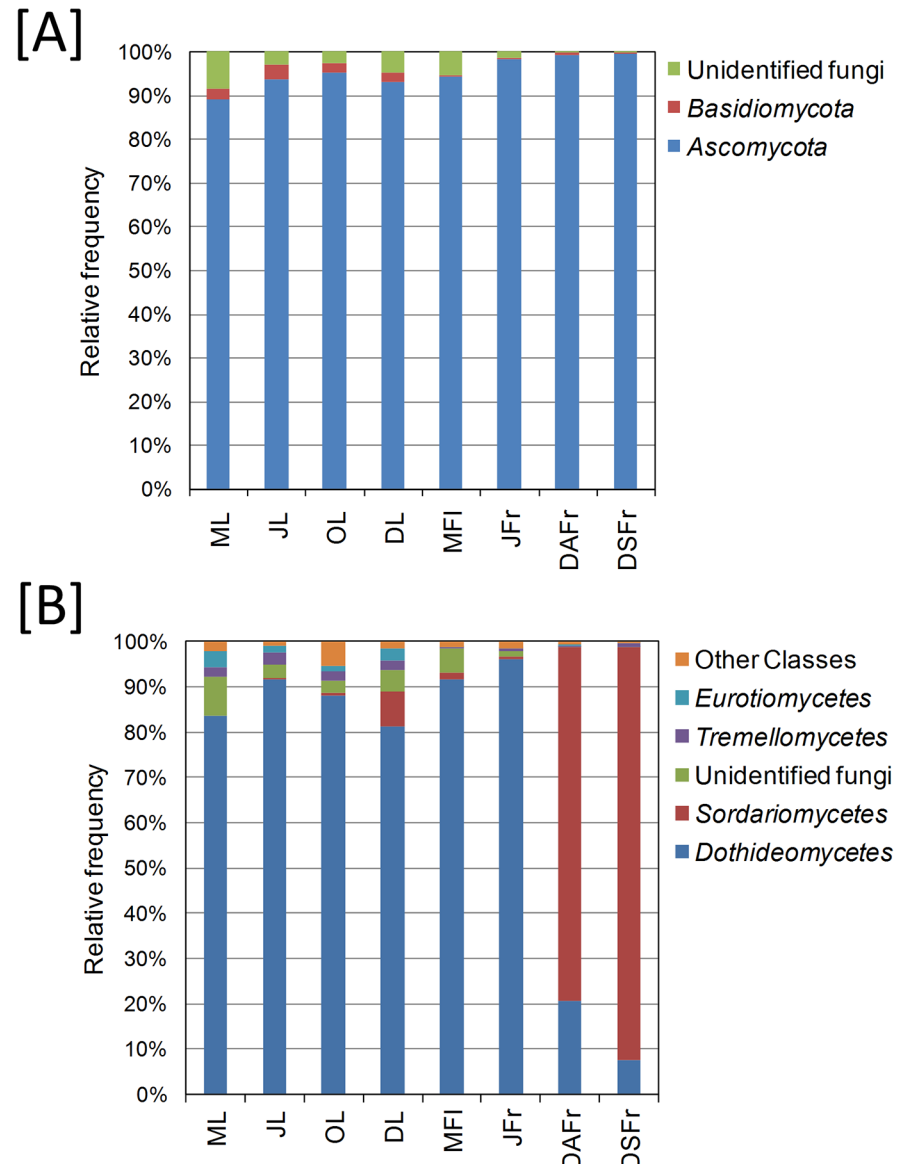 [A]
100%
90%
80%
70%
60%
50%
40%
30%
20%
10%
0%
Relative frequency
ML
JL
OL
DL
MFl
JFr
DAFr
DSFr
Unidentified fungi
Basidiomycota
Ascomycota
[B]
100%
90%
80%
70%
60%
50%
40%
30%
20%
10%
0%
Relative frequency
ML
JL
OL
DL
MFl
JFr
DAFr
DSFr
Other Classes
Eurotiomycetes
Tremellomycetes
Unidentified fungi
Sordariomycetes
Dothideomycetes